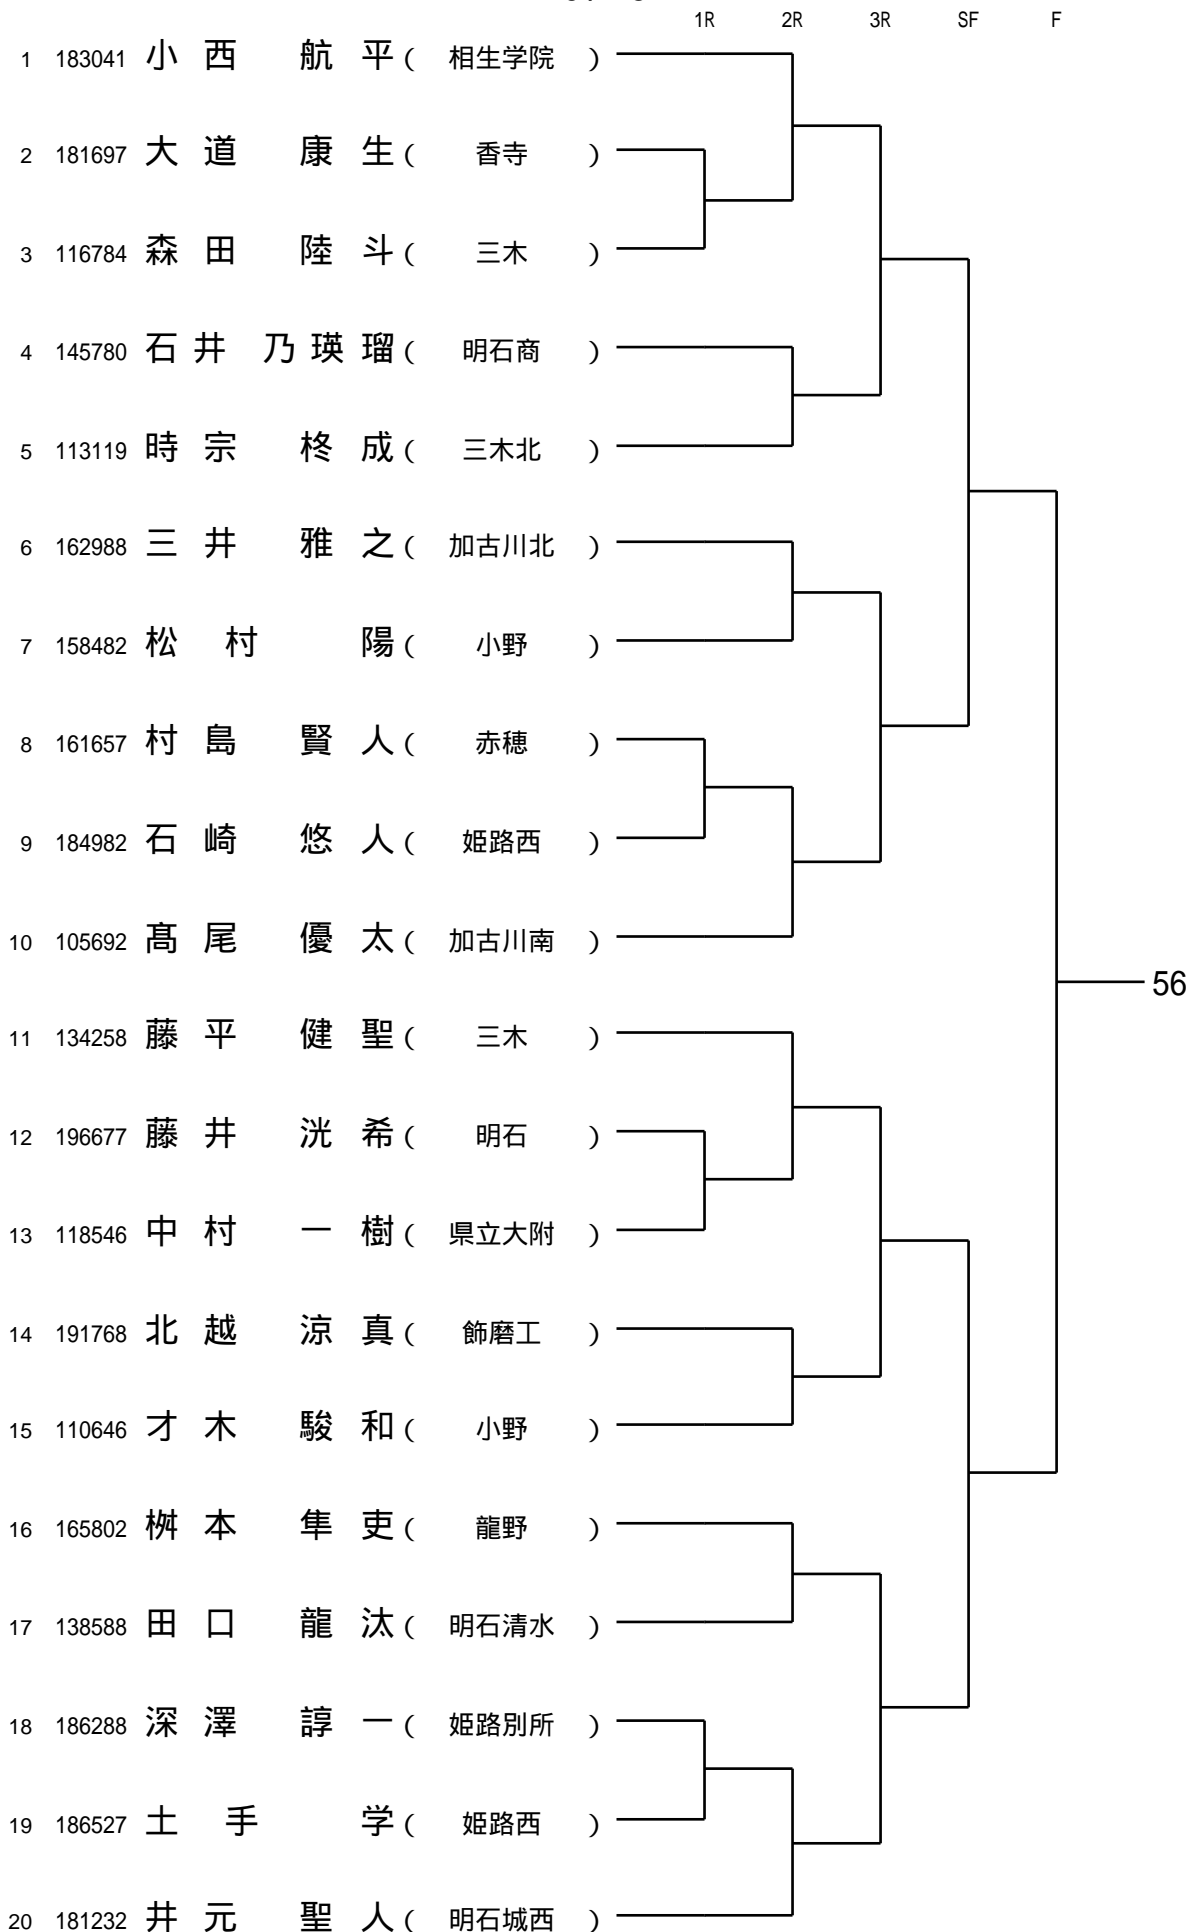 1R 2R 3R SF F
1 183041 小西 航平 ( 相生学院 )
2 181697 大道 康生 ( 香寺 )
3 116784 森田 陸斗 ( 三木 )
4 145780 石井 乃瑛瑠 ( 明石商 )
5 113119 時宗 柊成 ( 三木北 )
6 162988 三井 雅之 ( 加古川北 )
7 158482 松村 陽 ( 小野 )
8 161657 村島 賢人 ( 赤穂 )
9 184982 石崎 悠人 ( 姫路西 )
10 105692 髙尾 優太 ( 加古川南 )
56
11 134258 藤平 健聖 ( 三木 )
12 196677 藤井 洸希 ( 明石 )
13 118546 中村 一樹 ( 県立大附 )
14 191768 北越 涼真 ( 飾磨工 )
15 110646 才木 駿和 ( 小野 )
16 165802 桝本 隼吏 ( 龍野 )
17 138588 田口 龍汰 ( 明石清水 )
18 186288 深澤 諄一 ( 姫路別所 )
19 186527 土手 学 ( 姫路西 )
20 181232 井元 聖人 ( 明石城西 )